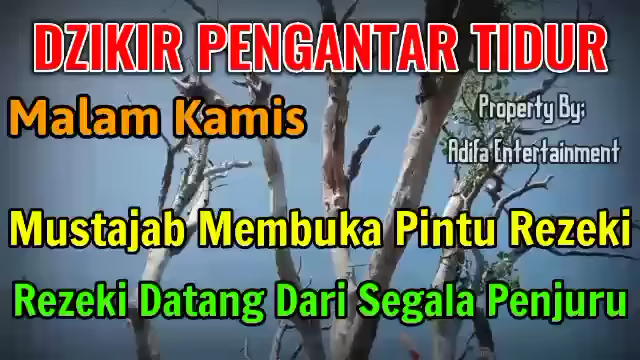 DZIKIR PENGANTAR TIDUR
Malam Kamis
Property By:
Adifa Entertainment
Mustajab Membuka Pintu Rezeki
Rezeki Datang Dari Segala Penjuru